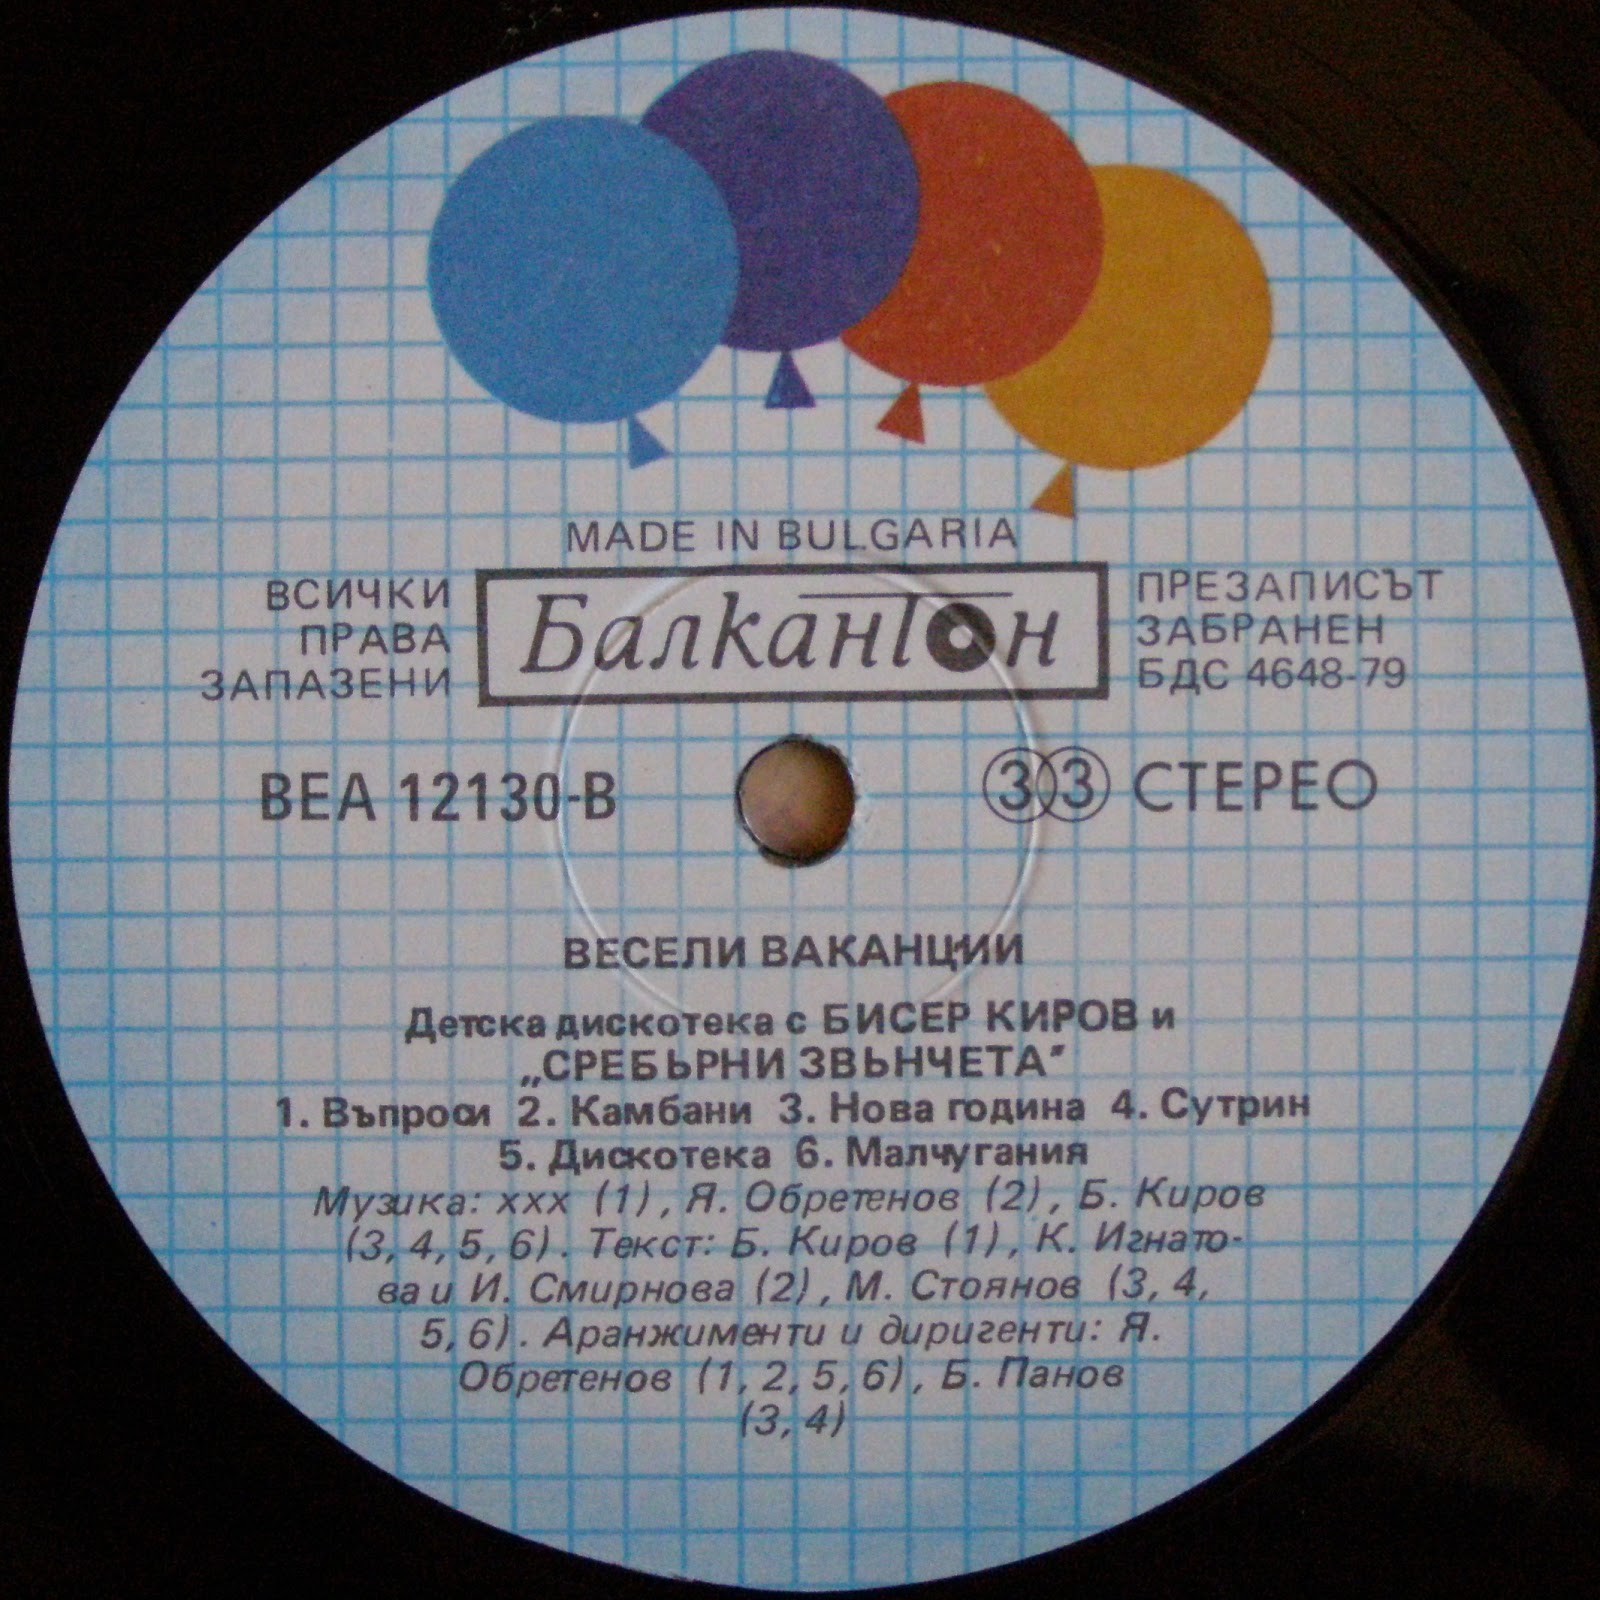 MADE IN BULGARIA
ВСИЧКИ
ПРАВА
ЗАПАЗЕНИ
Балкантон
ПРЕЗАПИСЪТ
ЗАБРАНЕН
БДС 4648-79
ВЕА 12130-В
33 СТЕРЕО
ВЕСЕЛИ ВАКАНЦИИ
Детска дискотека с БИСЕР КИРОВ и
„СРЕБЪРНИ ЗВЪНЧЕТА"
1. Въпроси 2. Камбани 3. Нова година 4. Сутрин
5. Дискотека 6. Малчугания
Музика: xxx (1), Я. Обретенов (2), Б. Киров
(3, 4, 5, 6). Текст: Б. Киров (1), К. Игнато-
ва и И. Смирнова (2), М. Стоянов (3, 4,
5, 6). Аранжименти и диригенти: Я.
Обретенов (1, 2, 5, 6), Б. Панов
(3, 4)